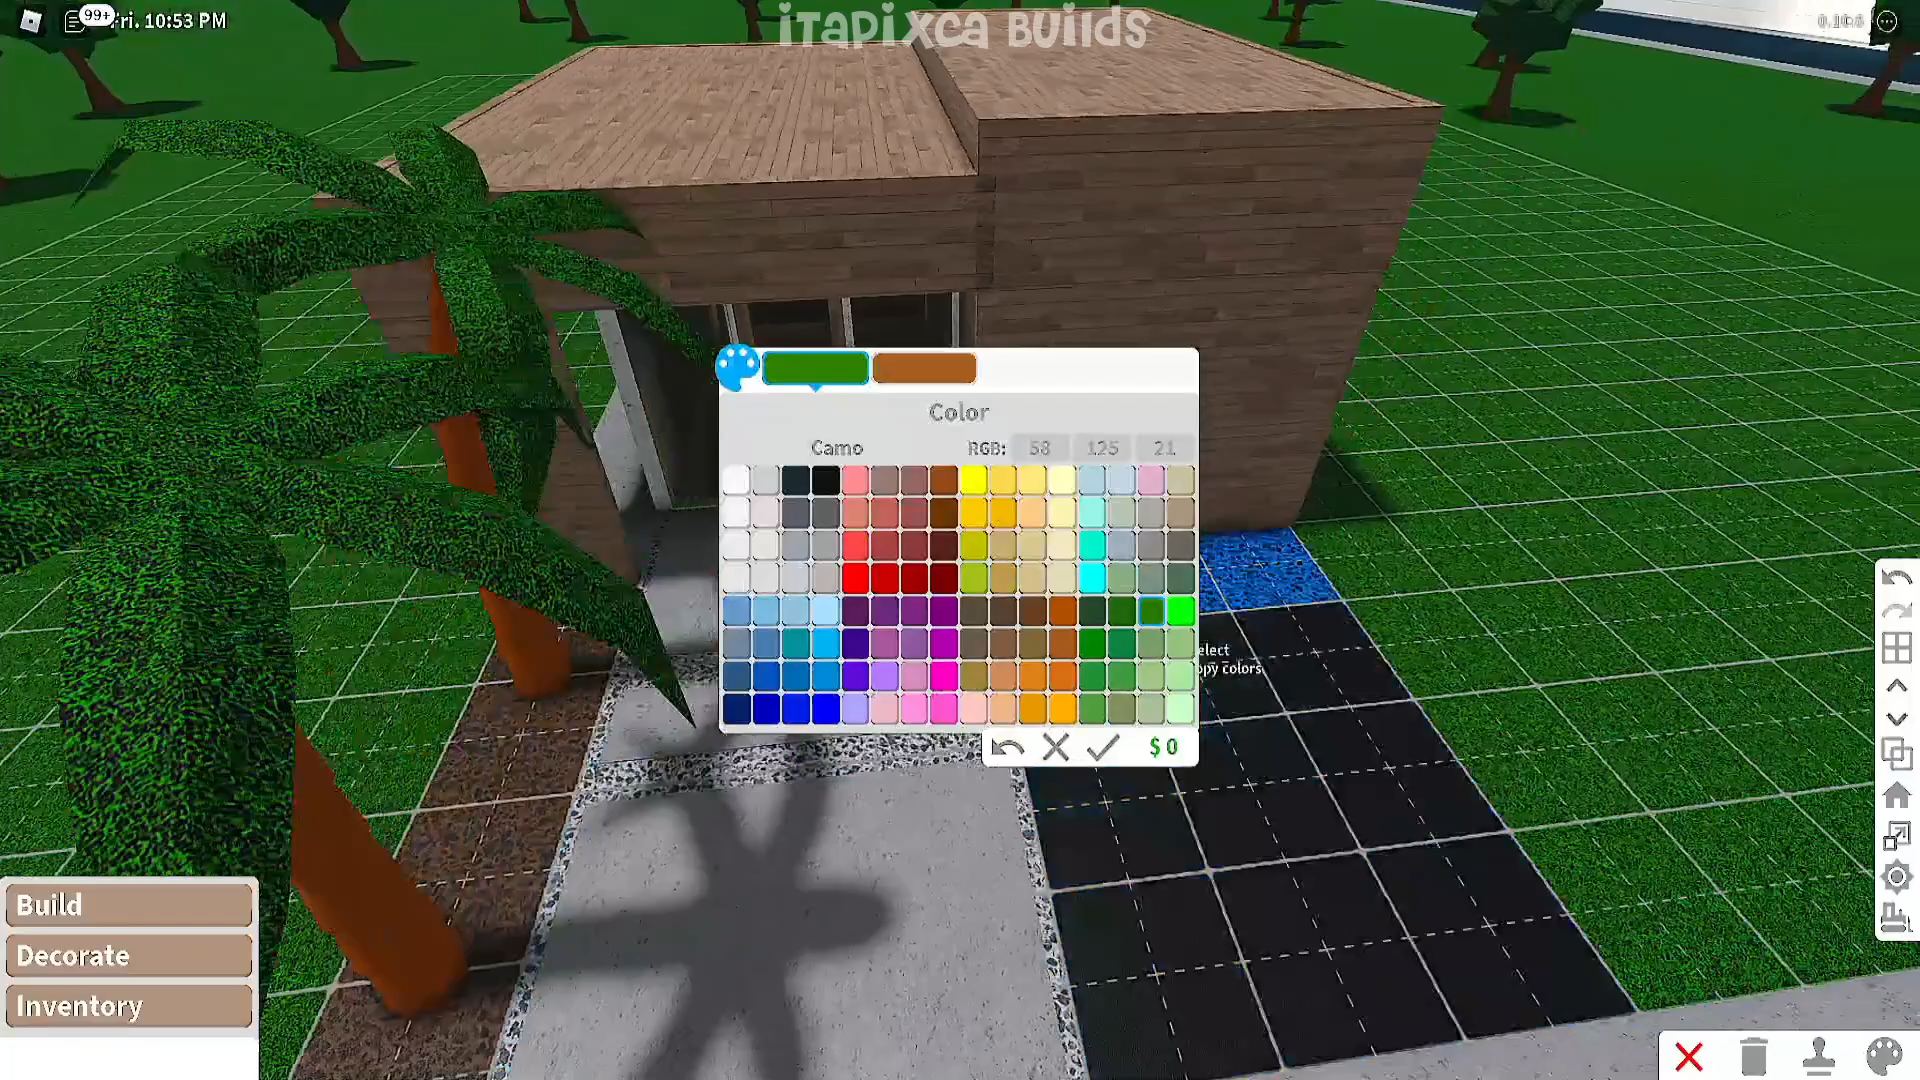 99+
Fri. 10:53 PM
iTapixca Builds
Color
Camo
RGB: 58 125 21
elect
opy colors
$ 0
Build
Decorate
Inventory